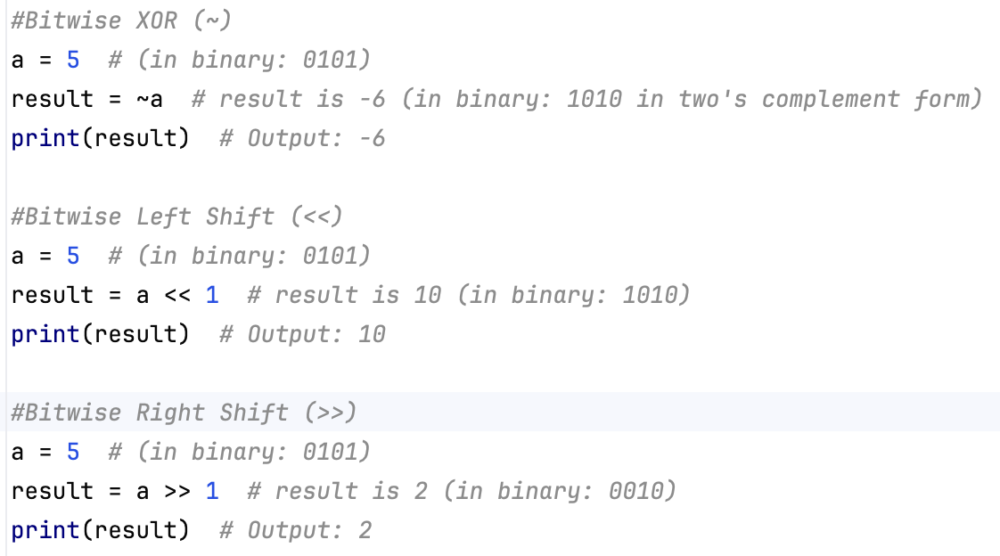 #Bitwise XOR (~)
a = 5  # (in binary: 0101)
result = ~a  # result is -6 (in binary: 1010 in two's complement form)
print(result)  # Output: -6
#Bitwise Left Shift (<<)
a = 5  # (in binary: 0101)
result = a << 1  # result is 10 (in binary: 1010)
print(result)  # Output: 10
#Bitwise Right Shift (>>)
a = 5  # (in binary: 0101)
result = a >> 1  # result is 2 (in binary: 0010)
print(result)  # Output: 2